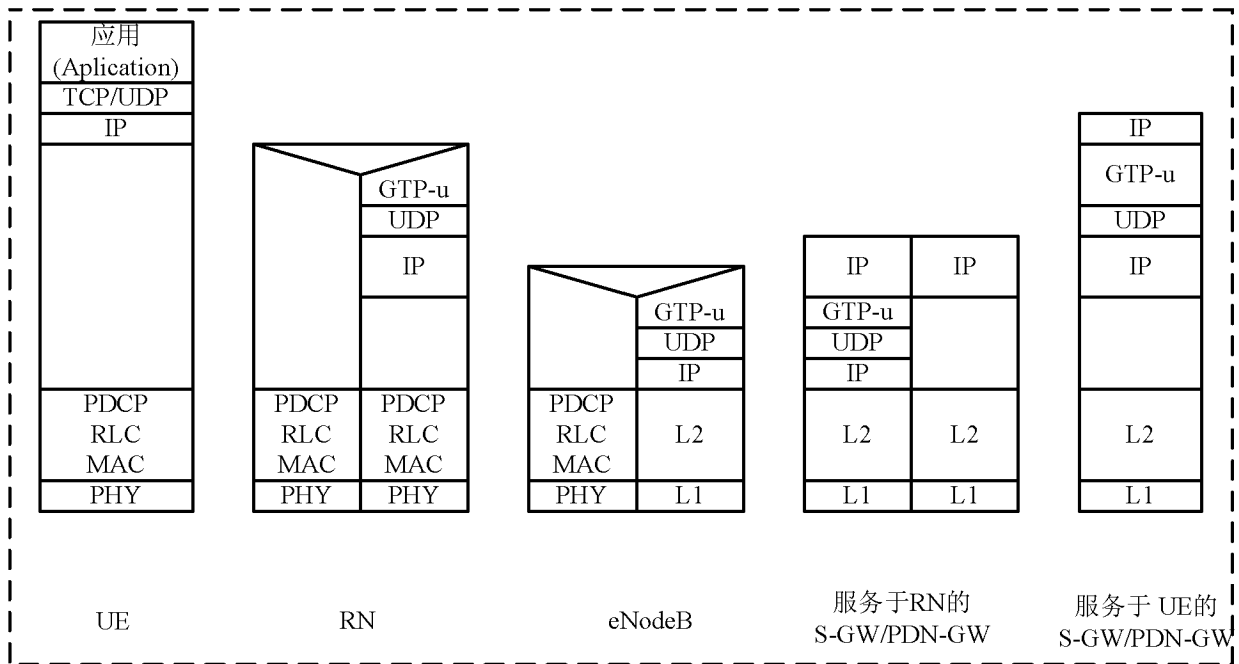 应用
(Aplication)
TCP/UDP
IP
PDCP
RLC
MAC
PHY
UE
GTP-u
UDP
IP
PDCP
RLC
MAC
PHY
PDCP
RLC
MAC
PHY
RN
GTP-u
UDP
IP
PDCP
RLC
MAC
PHY
L2
L1
eNodeB
IP
GTP-u
UDP
IP
L2
L1
IP
L2
L1
服务于RN的
S-GW/PDN-GW
IP
GTP-u
UDP
IP
L2
L1
服务于 UE的
S-GW/PDN-GW